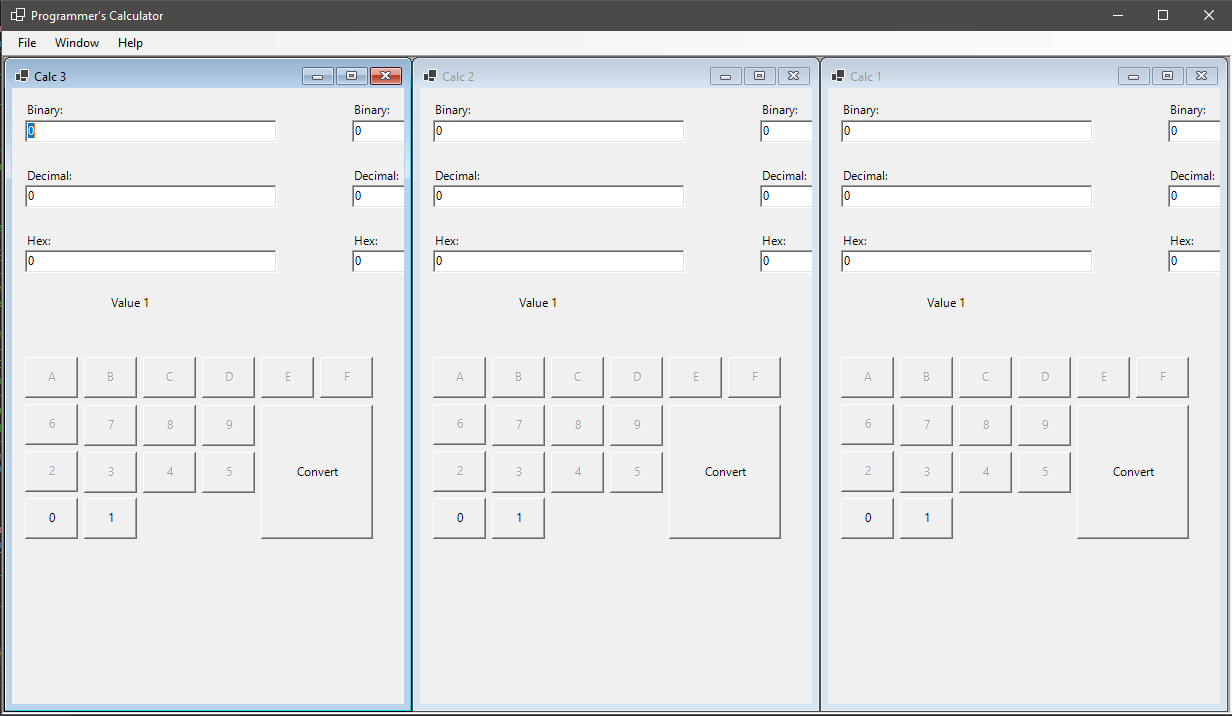 Programmer's Calculator
File Window Help
Calc 3
Binary: Binary:
0 0
Decimal: Decimal:
0 0
Hex: Hex:
0 0
Value 1
A B C D E F
6 7 8 9
2 3 4 5 Convert
0 1
Calc 2
Binary: Binary:
0 0
Decimal: Decimal:
0 0
Hex: Hex:
0 0
Value 1
A B C D E F
6 7 8 9
2 3 4 5 Convert
0 1
Calc 1
Binary: Binary:
0 0
Decimal: Decimal:
0 0
Hex: Hex:
0 0
Value 1
A B C D E F
6 7 8 9
2 3 4 5 Convert
0 1